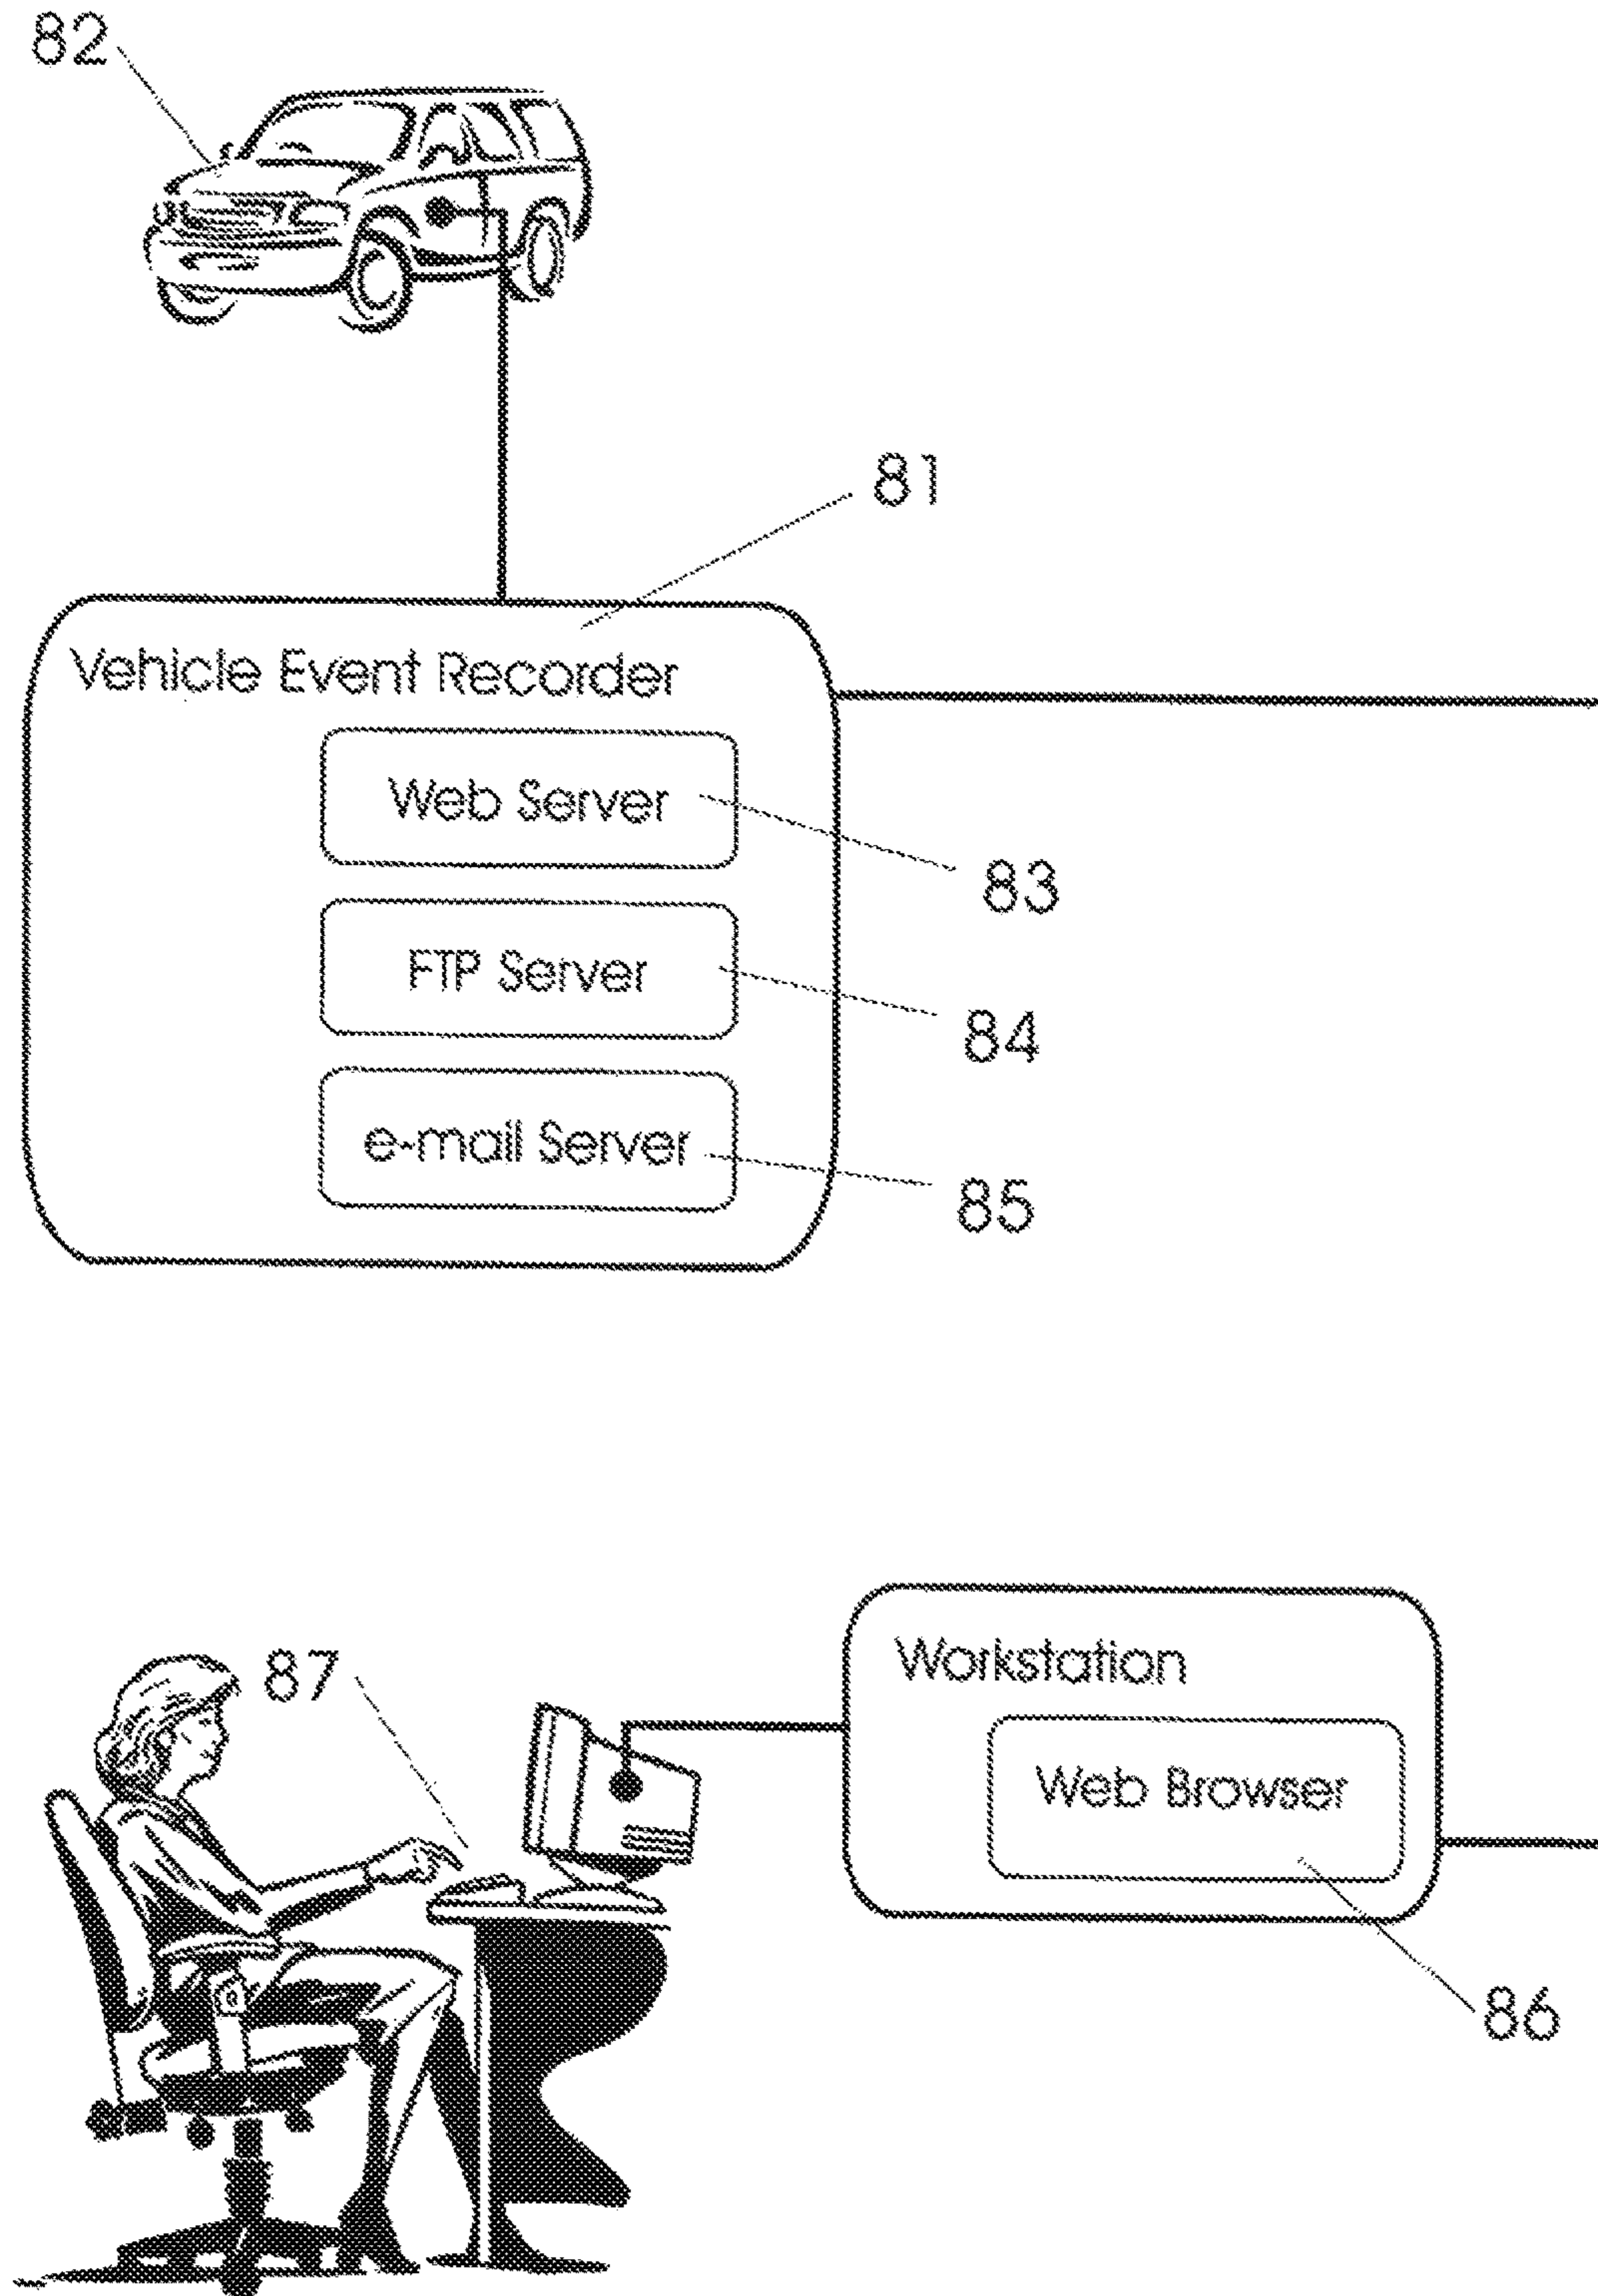 82
81
Vehicle Event Recorder
Web Server
83
FTP Server
84
e-mail Server
85
87
Workstation
Web Browser
86